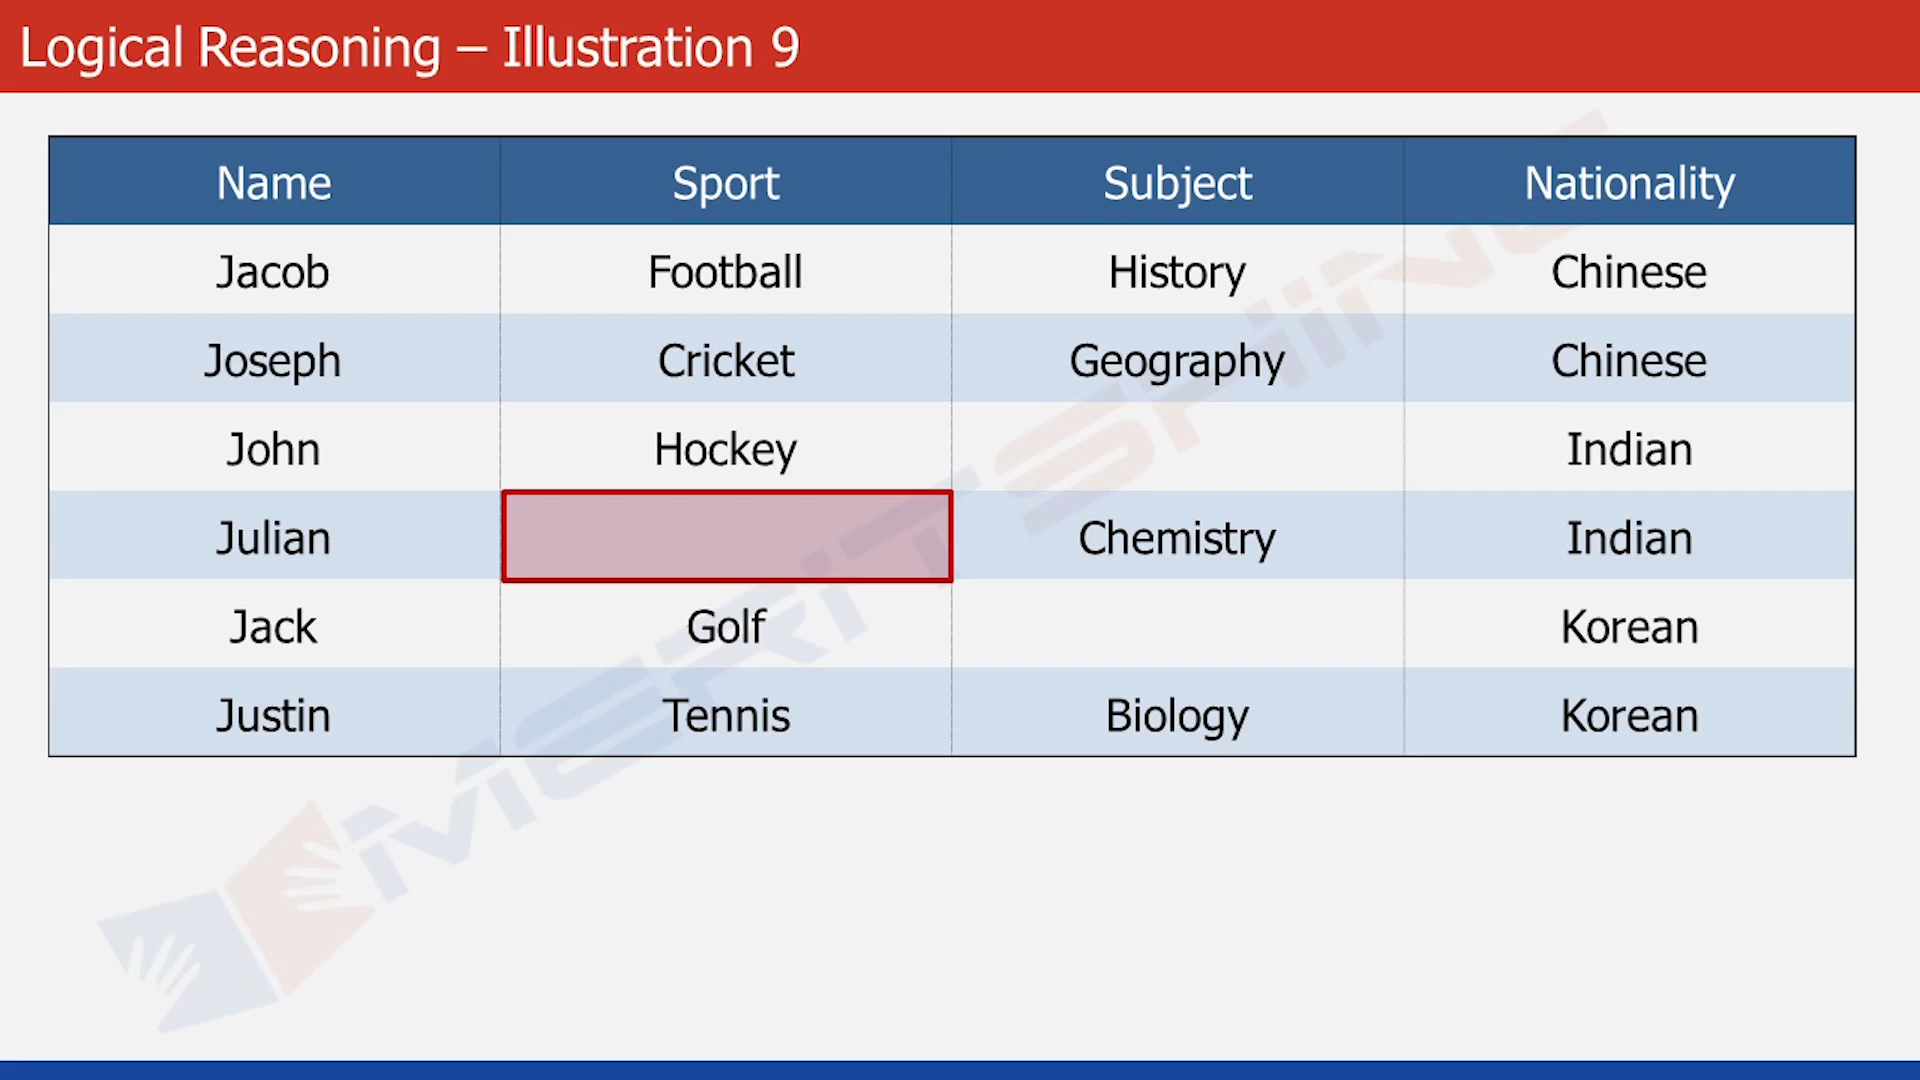 Logical Reasoning – Illustration 9
Name Sport Subject Nationality
Jacob Football History Chinese
Joseph Cricket Geography Chinese
John Hockey Indian
Julian Chemistry Indian
Jack Golf Korean
Justin Tennis Biology Korean
MERITSHINE